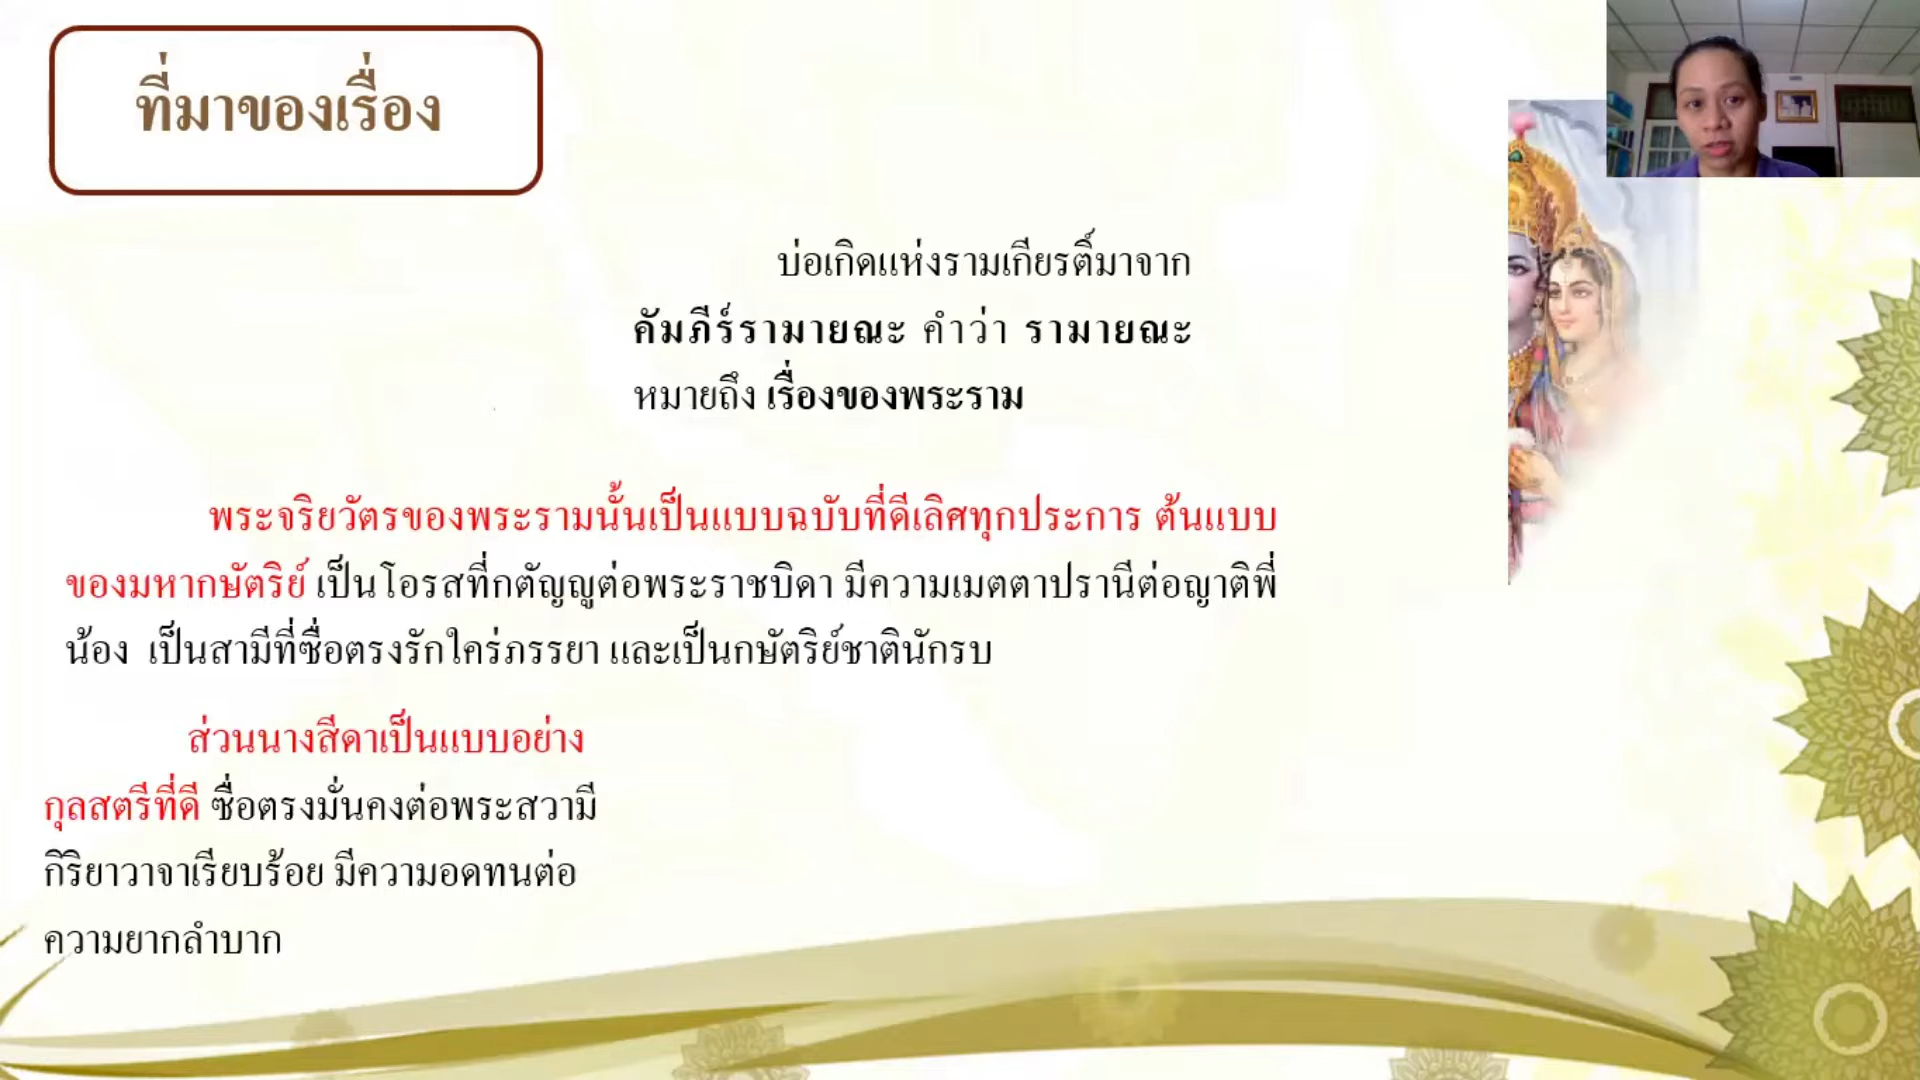 ที่มาของเรื่อง
บ่อเกิดแห่งรามเกียรติ์มาจาก
คัมภีร์รามายณะ คำว่า รามายณะ
หมายถึง เรื่องของพระราม
พระจริยวัตรของพระรามนั้นเป็นแบบฉบับที่ดีเลิศทุกประการ ต้นแบบ
ของมหากษัตริย์ เป็นโอรสที่กตัญญูต่อพระราชบิดา มีความเมตตาปรานีต่อญาติพี่
น้อง เป็นสามีที่ซื่อตรงรักใคร่ภรรยา และเป็นกษัตริย์ชาตินักรบ
ส่วนนางสีดาเป็นแบบอย่าง
กุลสตรีที่ดี ซื่อตรงมั่นคงต่อพระสวามี
กิริยาวาจาเรียบร้อย มีความอดทนต่อ
ความยากลำบาก